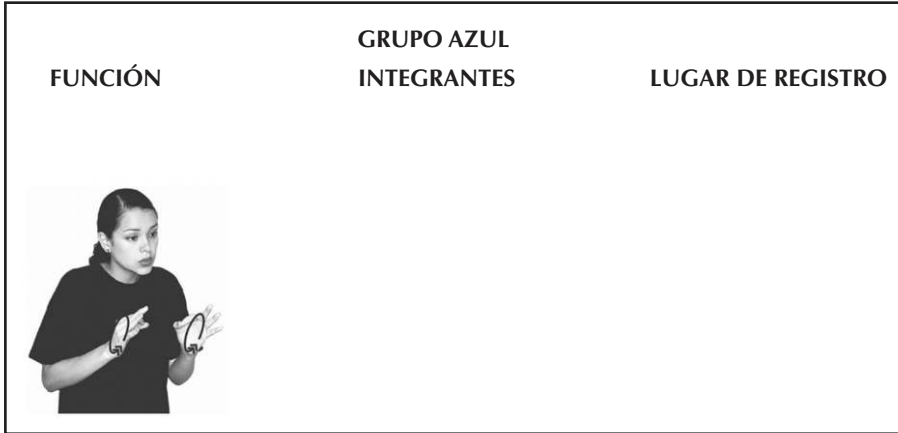 GRUPO AZUL
FUNCIÓN INTEGRANTES LUGAR DE REGISTRO